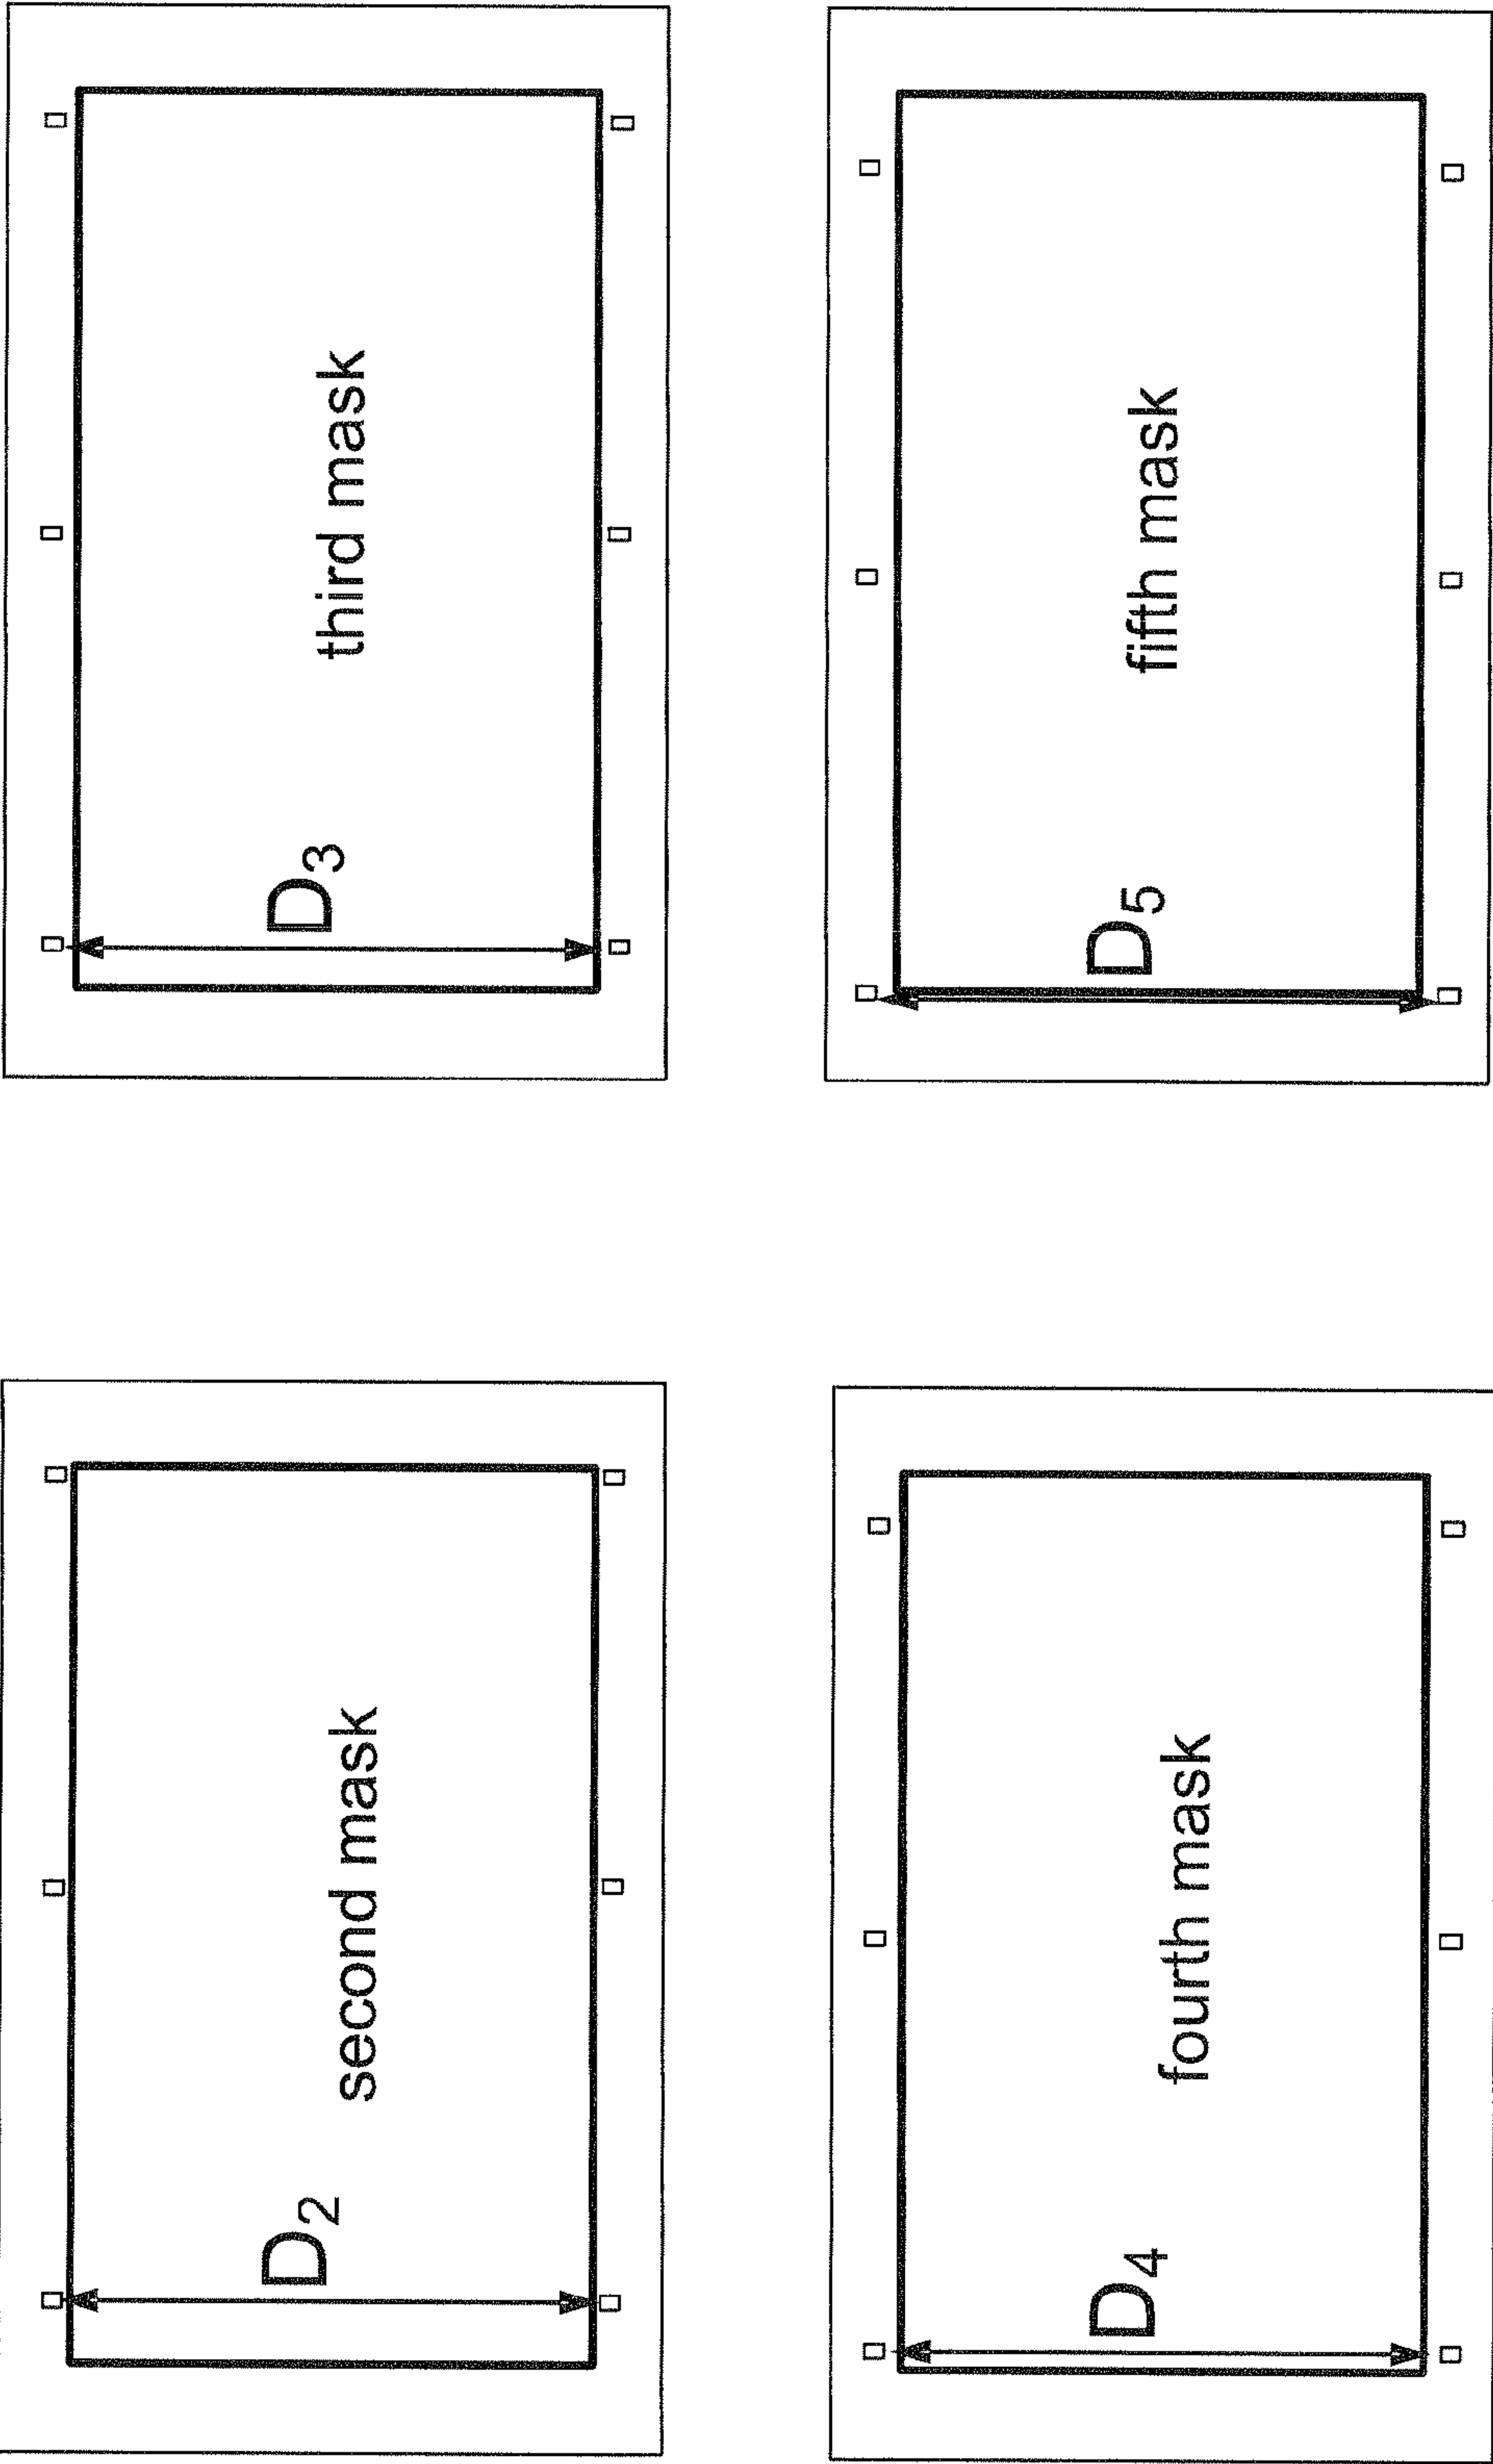 D₂
second mask
D₃
third mask
D₄
fourth mask
D₅
fifth mask